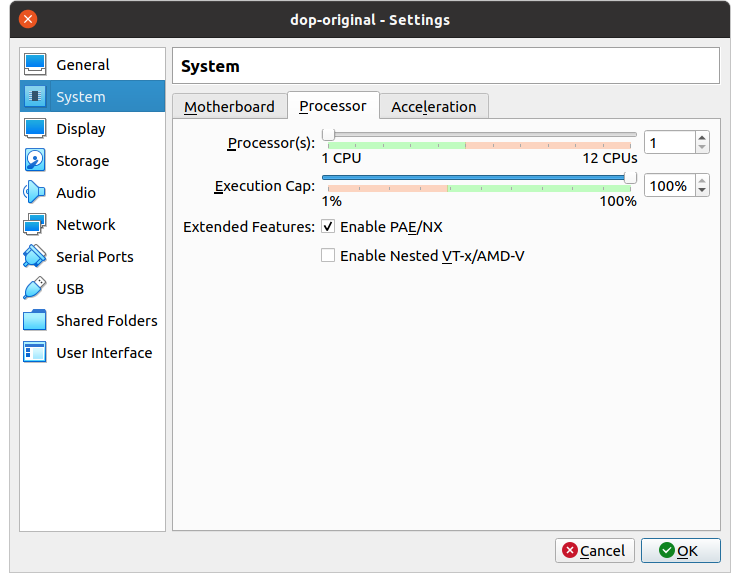 dop-original - Settings
General
System
Display
Storage
Audio
Network
Serial Ports
USB
Shared Folders
User Interface
System
Motherboard Processor Acceleration
Processor(s): 1
1 CPU 12 CPUs
Execution Cap: 100%
1% 100%
Extended Features: Enable PAE/NX
Enable Nested VT-x/AMD-V
Cancel OK